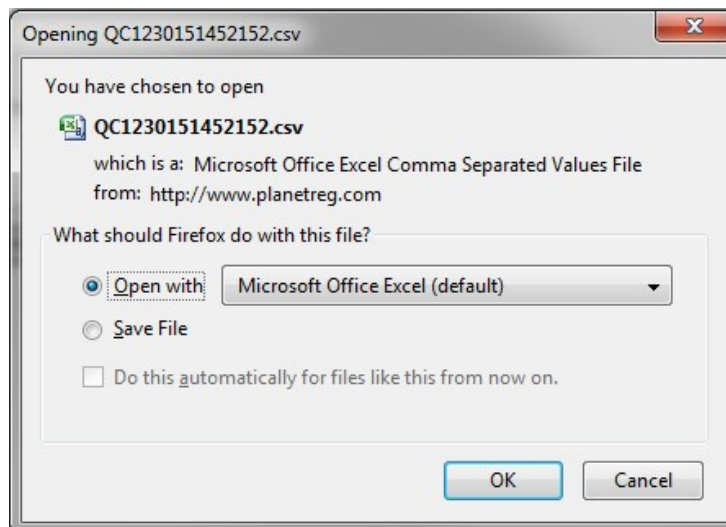 Opening QC1230151452152.csv
You have chosen to open
QC1230151452152.csv
which is a: Microsoft Office Excel Comma Separated Values File
from: http://www.planetreg.com
What should Firefox do with this file?
Open with Microsoft Office Excel (default)
Save File
Do this automatically for files like this from now on.
OK Cancel